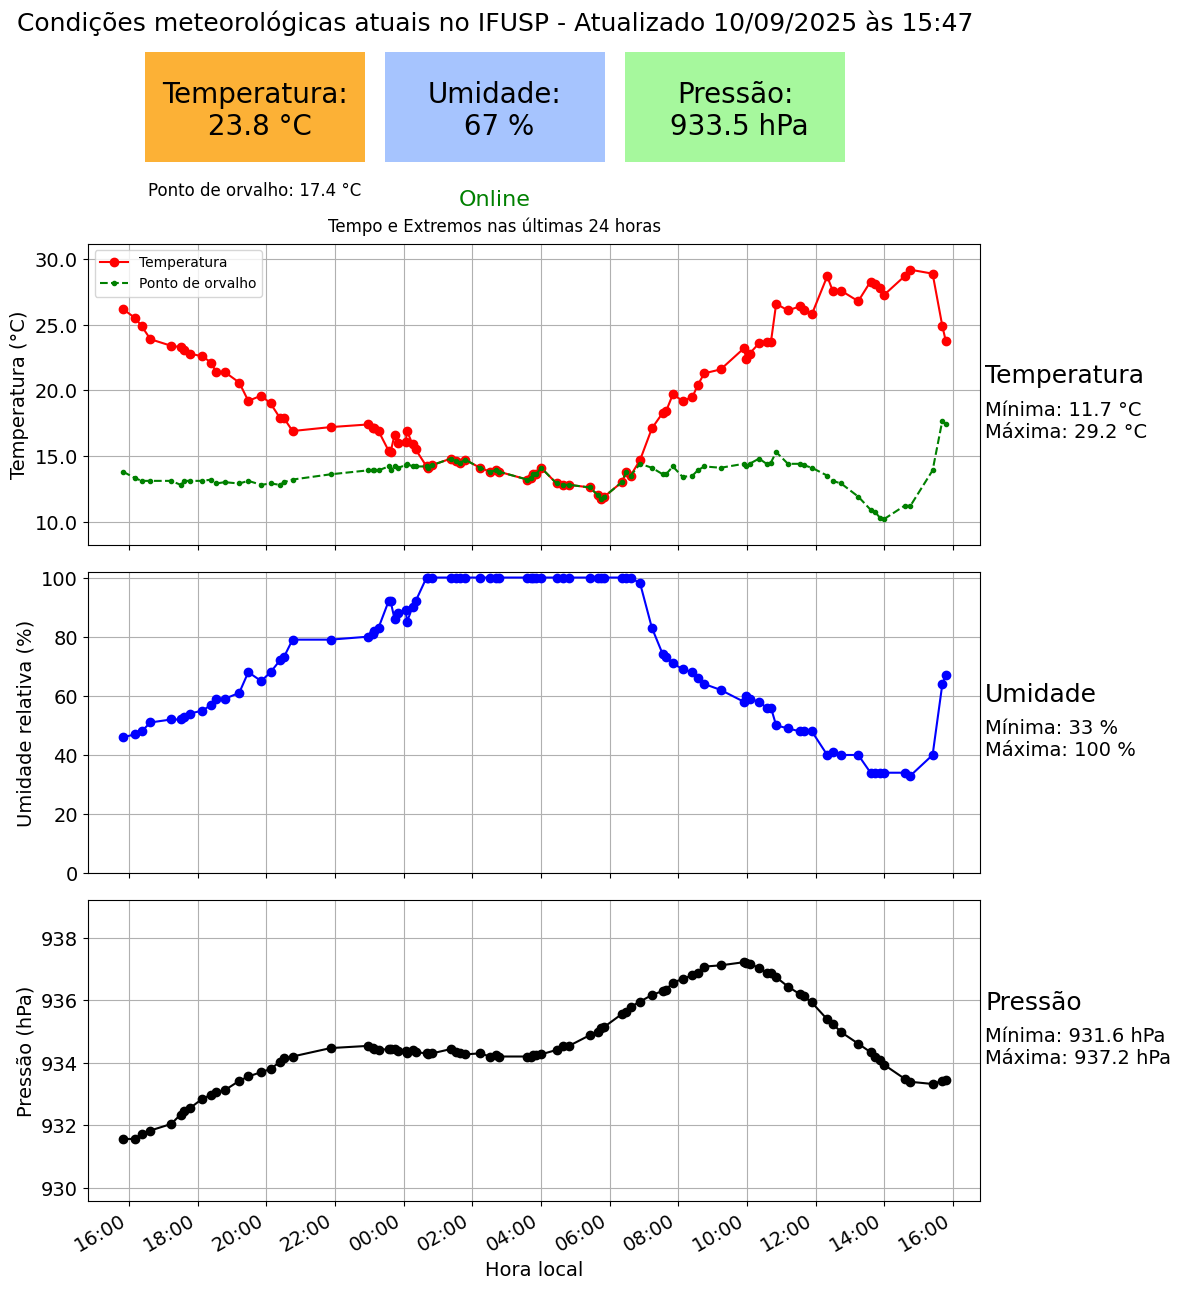 Condições meteorológicas atuais no IFUSP - Atualizado 10/09/2025 às 15:47
Temperatura:
23.8 °C
Umidade:
67 %
Pressão:
933.5 hPa
Ponto de orvalho: 17.4 °C
Online
Tempo e Extremos nas últimas 24 horas
Temperatura
Ponto de orvalho
Temperatura (°C)
30.0
25.0
20.0
15.0
10.0
Temperatura
Mínima: 11.7 °C
Máxima: 29.2 °C
Umidade relativa (%)
100
80
60
40
20
0
Umidade
Mínima: 33 %
Máxima: 100 %
Pressão (hPa)
938
936
934
932
930
Pressão
Mínima: 931.6 hPa
Máxima: 937.2 hPa
16:00 18:00 20:00 22:00 00:00 02:00 04:00 06:00 08:00 10:00 12:00 14:00 16:00
Hora local